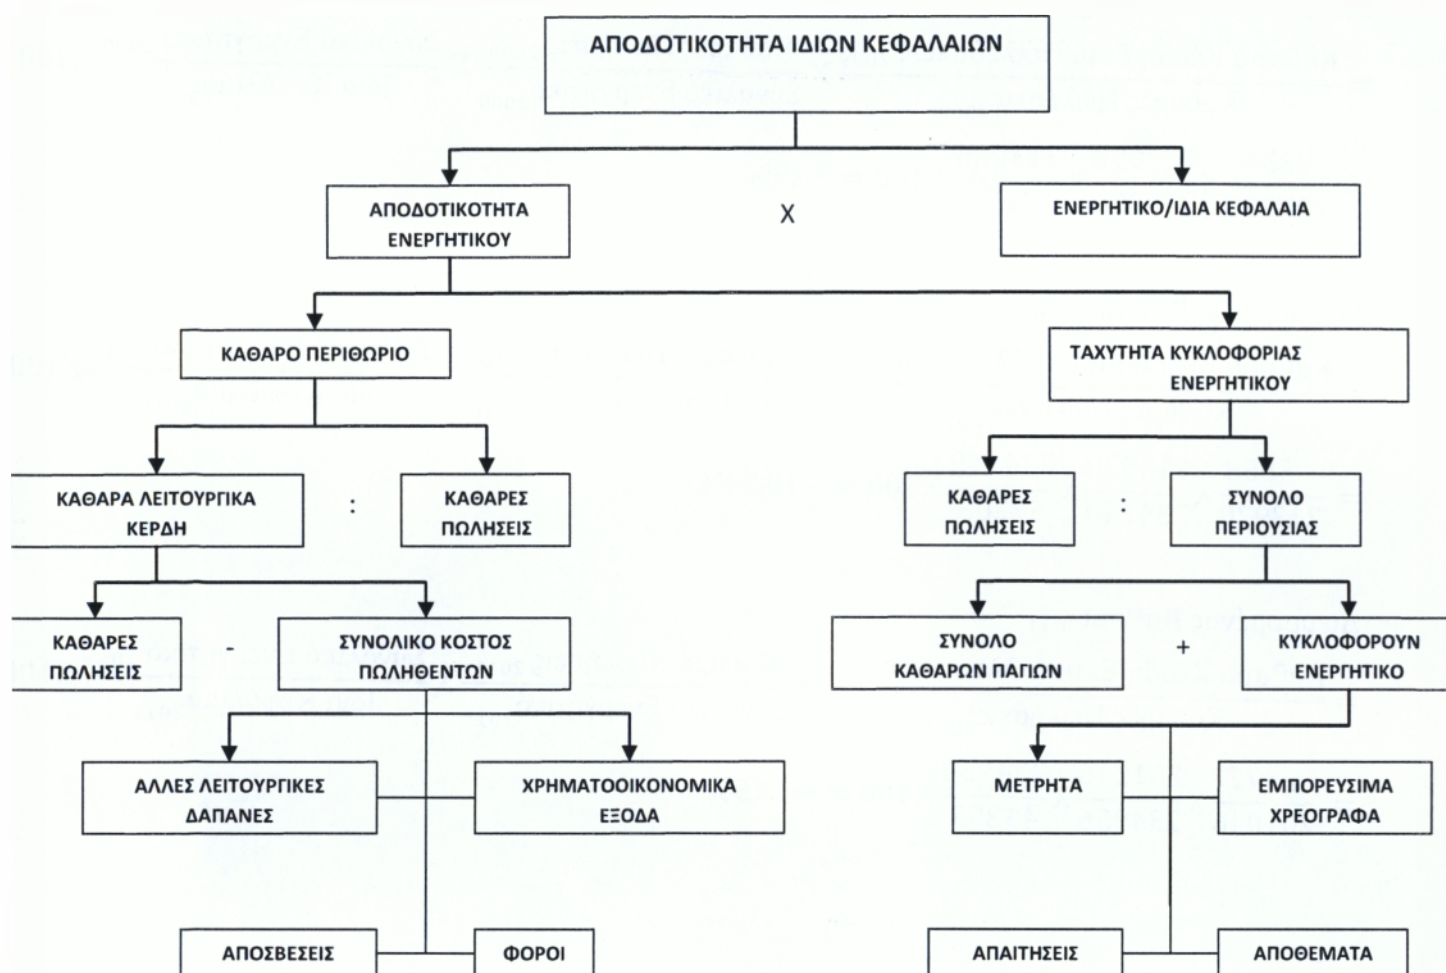 ΑΠΟΔΟΤΙΚΟΤΗΤΑ ΙΔΙΩΝ ΚΕΦΑΛΑΙΩΝ
ΑΠΟΔΟΤΙΚΟΤΗΤΑ
ΕΝΕΡΓΗΤΙΚΟΥ
X
ΕΝΕΡΓΗΤΙΚΟ/ΙΔΙΑ ΚΕΦΑΛΑΙΑ
ΚΑΘΑΡΟ ΠΕΡΙΘΩΡΙΟ
ΤΑΧΥΤΗΤΑ ΚΥΚΛΟΦΟΡΙΑΣ
ΕΝΕΡΓΗΤΙΚΟΥ
ΚΑΘΑΡΑ ΛΕΙΤΟΥΡΓΙΚΑ
ΚΕΡΔΗ
:
ΚΑΘΑΡΕΣ
ΠΩΛΗΣΕΙΣ
ΚΑΘΑΡΕΣ
ΠΩΛΗΣΕΙΣ
:
ΣΥΝΟΛΟ
ΠΕΡΙΟΥΣΙΑΣ
ΚΑΘΑΡΕΣ
ΠΩΛΗΣΕΙΣ
-
ΣΥΝΟΛΙΚΟ ΚΟΣΤΟΣ
ΠΩΛΗΘΕΝΤΩΝ
ΣΥΝΟΛΟ
ΚΑΘΑΡΩΝ ΠΑΓΙΩΝ
+
ΚΥΚΛΟΦΟΡΟΥΝ
ΕΝΕΡΓΗΤΙΚΟ
ΑΛΛΕΣ ΛΕΙΤΟΥΡΓΙΚΕΣ
ΔΑΠΑΝΕΣ
ΧΡΗΜΑΤΟΟΙΚΟΝΟΜΙΚΑ
ΕΞΟΔΑ
ΜΕΤΡΗΤΑ
ΕΜΠΟΡΕΥΣΙΜΑ
ΧΡΕΟΓΡΑΦΑ
ΑΠΟΣΒΕΣΕΙΣ
ΦΟΡΟΙ
ΑΠΑΙΤΗΣΕΙΣ
ΑΠΟΘΕΜΑΤΑ